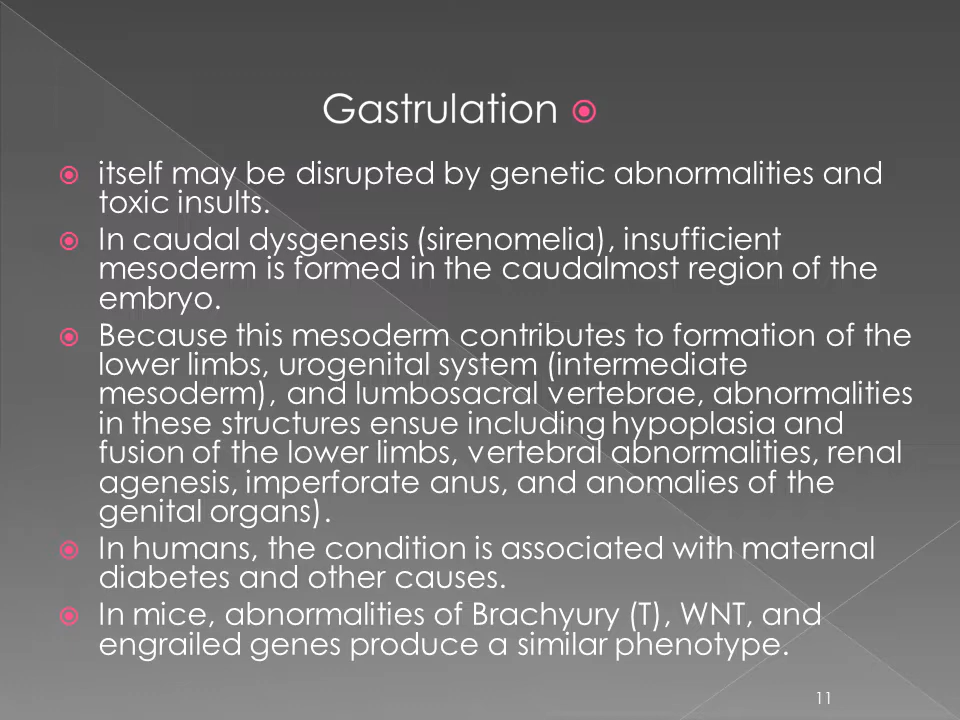 Gastrulation
itself may be disrupted by genetic abnormalities and
toxic insults.
In caudal dysgenesis (sirenomelia), insufficient
mesoderm is formed in the caudalmost region of the
embryo.
Because this mesoderm contributes to formation of the
lower limbs, urogenital system (intermediate
mesoderm), and lumbosacral vertebrae, abnormalities
in these structures ensue including hypoplasia and
fusion of the lower limbs, vertebral abnormalities, renal
agenesis, imperforate anus, and anomalies of the
genital organs).
In humans, the condition is associated with maternal
diabetes and other causes.
In mice, abnormalities of Brachyury (T), WNT, and
engrailed genes produce a similar phenotype.
11